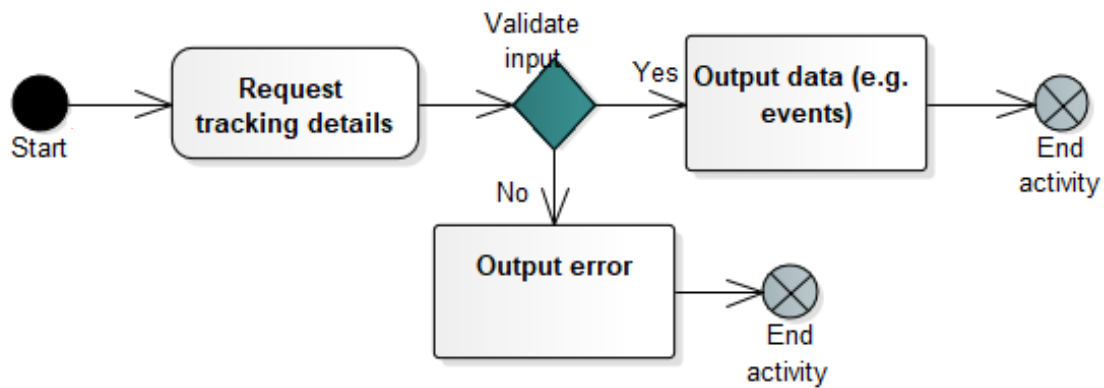 Validate
input
Request
tracking details
Yes
Output data (e.g.
events)
Start
End
activity
No
Output error
End
activity